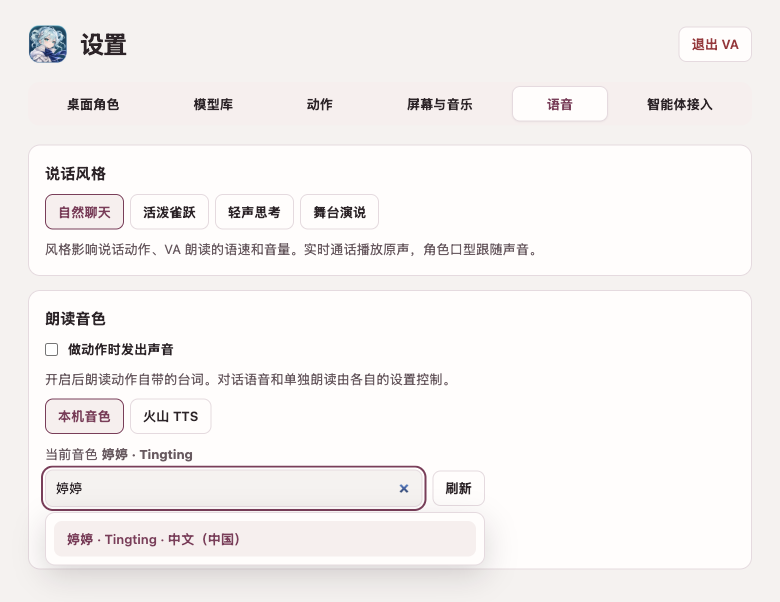 设置
退出 VA
桌面角色 模型库 动作 屏幕与音乐 语音 智能体接入
说话风格
自然聊天 活泼雀跃 轻声思考 舞台演说
风格影响说话动作、VA 朗读的语速和音量。实时通话播放原声，角色口型跟随声音。
朗读音色
做动作时发出声音
开启后朗读动作自带的台词。对话语音和单独朗读由各自的设置控制。
本机音色 火山 TTS
当前音色 婷婷 · Tingting
婷婷
刷新
婷婷 · Tingting · 中文（中国）